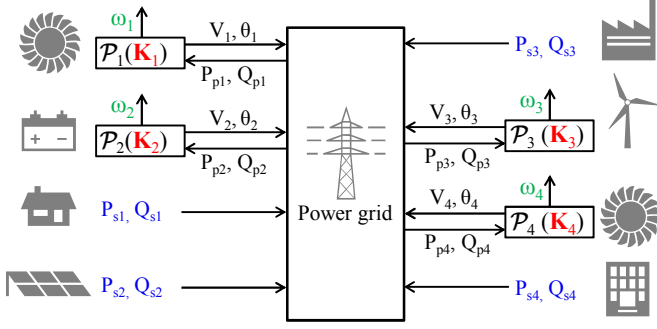 ω₁
V₁, θ₁
𝒫₁(K₁)
Pₚ₁, Qₚ₁
ω₂
V₂, θ₂
𝒫₂(K₂)
Pₚ₂, Qₚ₂
Pₛ₁, Qₛ₁
Pₛ₂, Qₛ₂
Power grid
Pₛ₃, Qₛ₃
ω₃
V₃, θ₃
𝒫₃ (K₃)
Pₚ₃, Qₚ₃
ω₄
V₄, θ₄
𝒫₄ (K₄)
Pₚ₄, Qₚ₄
Pₛ₄, Qₛ₄